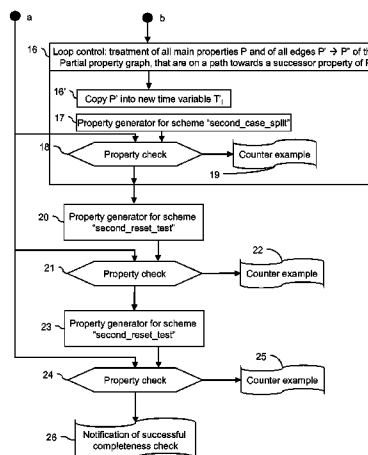 a
b
16
Loop control: treatment of all main properties P and of all edges P' → P" of th
Partial property graph, that are on a path towards a successor property of P
16'
Copy P' into new time variable T'i
17
Property generator for scheme "second_case_split"
18
Property check
Counter example
19
20
Property generator for scheme
"second_reset_test"
21
Property check
22
Counter example
23
Property generator for scheme
"second_reset_test"
24
Property check
25
Counter example
26
Notification of successful
completeness check